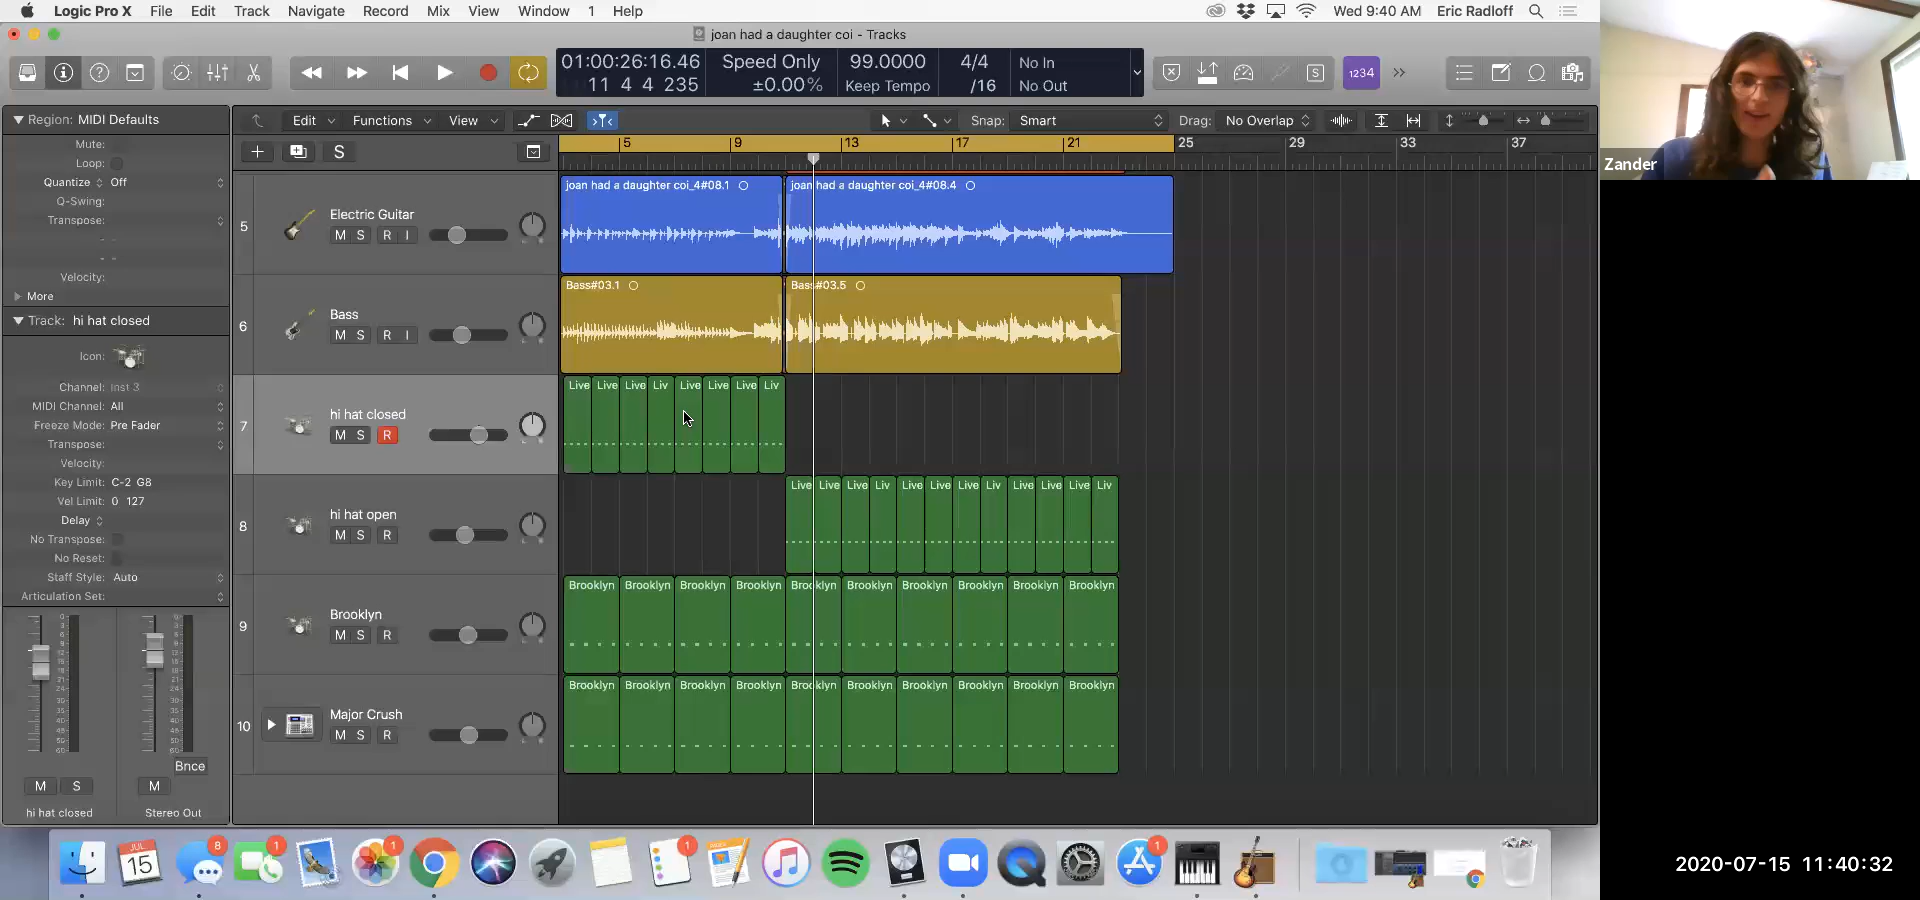 Logic Pro X File Edit Track Navigate Record Mix View Window 1 Help Wed 9:40 AM Eric Radloff
joan had a daughter coi - Tracks
01:00:26:16.46 Speed Only 99.0000 4/4 No In
11 4 4 235 ±0.00% Keep Tempo /16 No Out
S 1234
Region: MIDI Defaults
Edit Functions View Snap: Smart Drag: No Overlap
Mute:
Loop:
Quantize Off
Q-Swing:
Transpose:
- -
- -
Velocity:
More
Track: hi hat closed
Icon:
Channel: Inst 3
MIDI Channel: All
Freeze Mode: Pre Fader
Transpose:
Velocity:
Key Limit: C-2 G8
Vel Limit: 0 127
Delay
No Transpose:
No Reset:
Staff Style: Auto
Articulation Set:
Bnce
M S M
hi hat closed Stereo Out
S 5 9 13 17 21 25 29 33 37
joan had a daughter coi_4#08.1 joan had a daughter coi_4#08.4
5 Electric Guitar
M S R I
Bass#03.1 Bass#03.5
6 Bass
M S R I
Live Live Live Liv Live Live Live Liv
7 hi hat closed
M S R
Live Live Live Liv Live Live Live Liv Live Live Live Liv
8 hi hat open
M S R
Brooklyn Brooklyn Brooklyn Brooklyn Brooklyn Brooklyn Brooklyn Brooklyn Brooklyn Brooklyn
9 Brooklyn
M S R
Brooklyn Brooklyn Brooklyn Brooklyn Brooklyn Brooklyn Brooklyn Brooklyn Brooklyn Brooklyn
10 Major Crush
M S R
JUL
15
8 1 1 1 1
Zander
2020-07-15 11:40:32